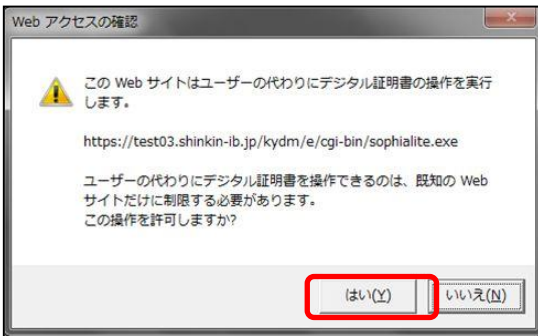 Web アクセスの確認
この Web サイトはユーザーの代わりにデジタル証明書の操作を実行
します。
https://test03.shinkin-ib.jp/kydm/e/cgi-bin/sophialite.exe
ユーザーの代わりにデジタル証明書を操作できるのは、既知の Web
サイトだけに制限する必要があります。
この操作を許可しますか?
はい(Y) いいえ(N)